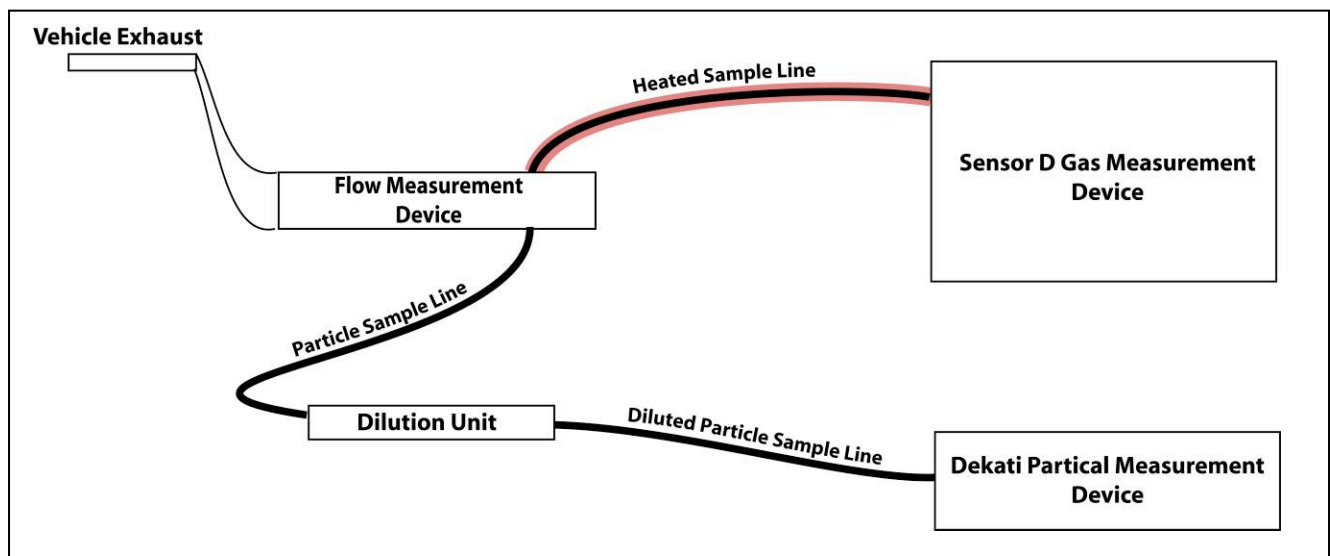 Vehicle Exhaust
Heated Sample Line
Sensor D Gas Measurement
Device
Flow Measurement
Device
Particle Sample Line
Dilution Unit
Diluted Particle Sample Line
Dekati Partical Measurement
Device